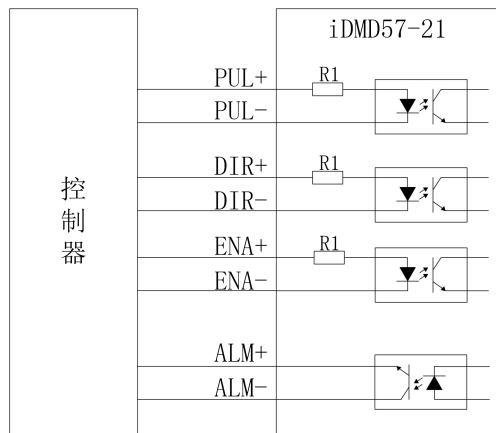 iDMD57-21
PUL+
R1
PUL-
DIR+
R1
DIR-
ENA+
R1
ENA-
ALM+
ALM-
控
制
器